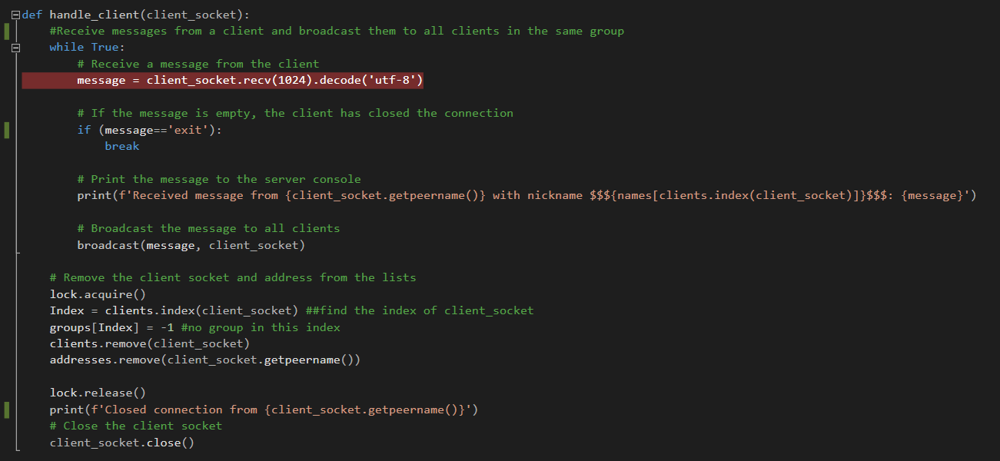 def handle_client(client_socket):
    #Receive messages from a client and broadcast them to all clients in the same group
    while True:
        # Receive a message from the client
        message = client_socket.recv(1024).decode('utf-8')
        # If the message is empty, the client has closed the connection
        if (message=='exit'):
            break
        # Print the message to the server console
        print(f'Received message from {client_socket.getpeername()} with nickname $$${names[clients.index(client_socket)]}$$$: {message}')
        # Broadcast the message to all clients
        broadcast(message, client_socket)
    # Remove the client socket and address from the lists
    lock.acquire()
    Index = clients.index(client_socket) ##find the index of client_socket
    groups[Index] = -1 #no group in this index
    clients.remove(client_socket)
    addresses.remove(client_socket.getpeername())
    lock.release()
    print(f'Closed connection from {client_socket.getpeername()}')
    # Close the client socket
    client_socket.close()